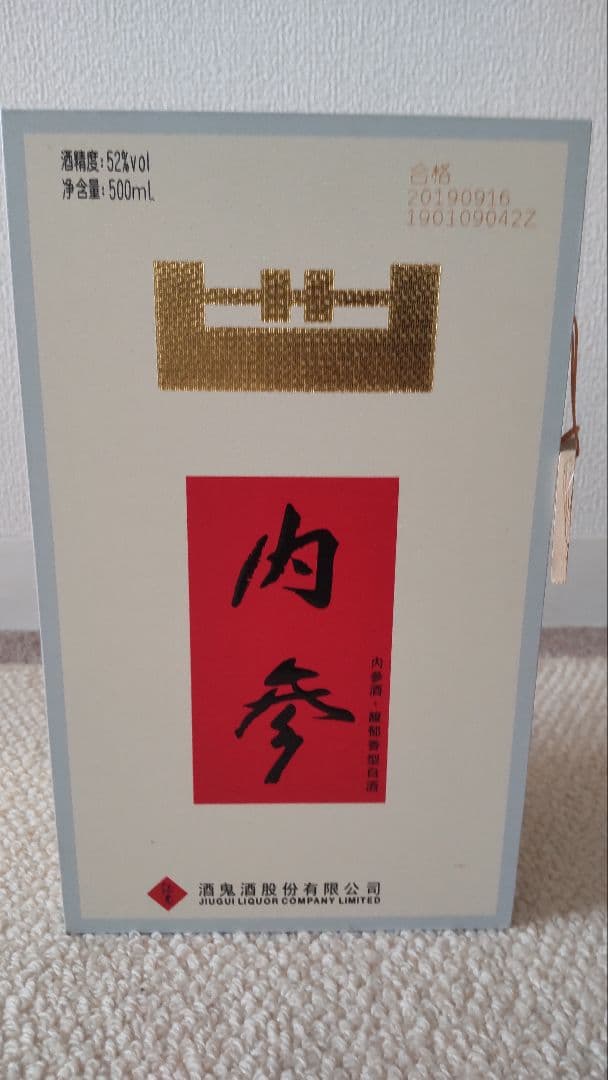 酒精度:52%vol
净含量:500mL
合格
20190916
190109042Z
内参
内參酒、馥郁香型白酒
酒鬼酒股份有限公司
JIUGUI LIQUOR COMPANY LIMITED